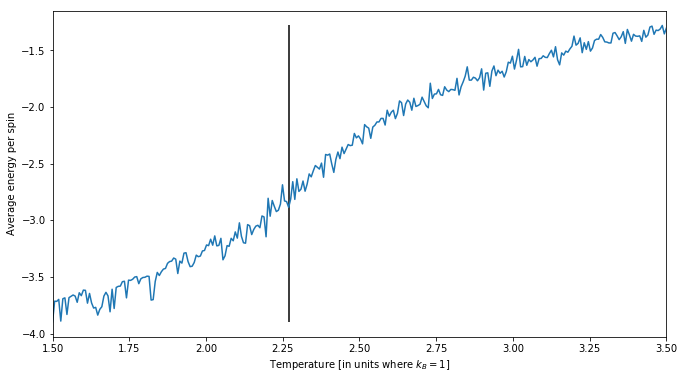 −1.5
−2.0
−2.5
−3.0
−3.5
−4.0
Average energy per spin
1.50 1.75 2.00 2.25 2.50 2.75 3.00 3.25 3.50
Temperature [in units where k_B = 1]